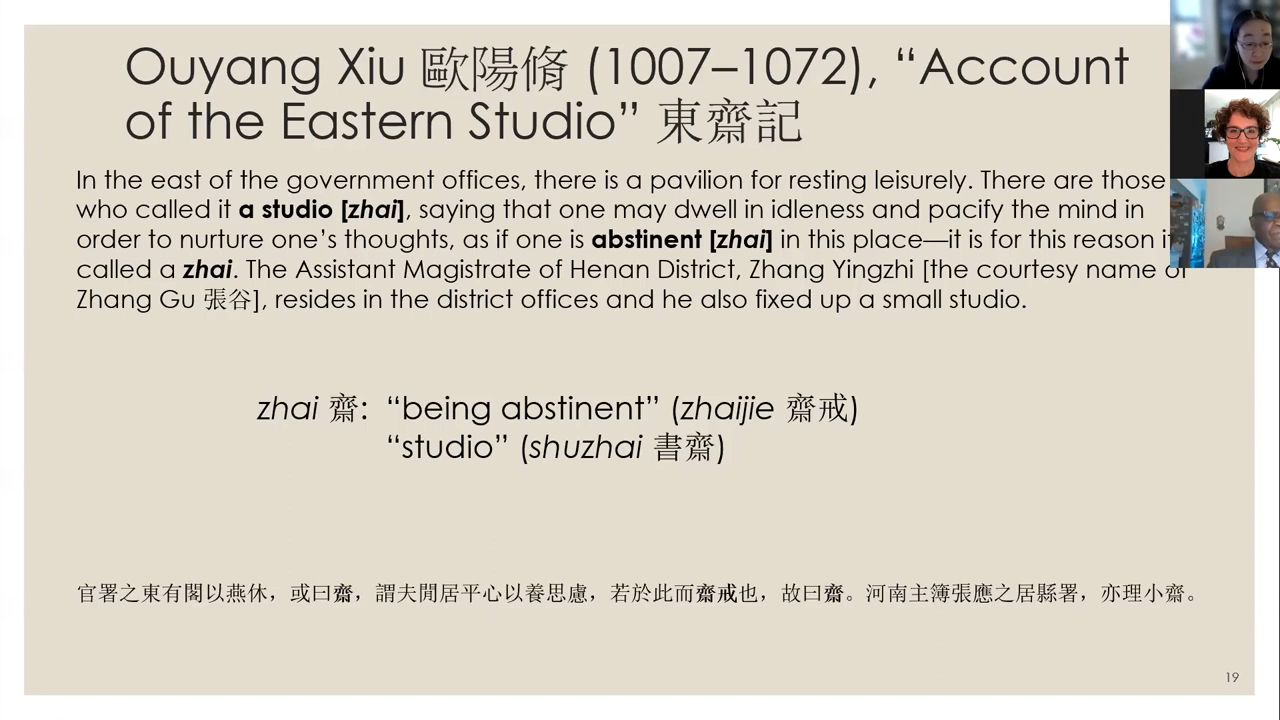 Ouyang Xiu 歐陽脩 (1007–1072), “Account
of the Eastern Studio” 東齋記
In the east of the government offices, there is a pavilion for resting leisurely. There are those
who called it a studio [zhai], saying that one may dwell in idleness and pacify the mind in
order to nurture one’s thoughts, as if one is abstinent [zhai] in this place—it is for this reason
called a zhai. The Assistant Magistrate of Henan District, Zhang Yingzhi [the courtesy name of
Zhang Gu 張谷], resides in the district offices and he also fixed up a small studio.
zhai 齋: “being abstinent” (zhaijie 齋戒)
“studio” (shuzhai 書齋)
官署之東有閣以燕休，或曰齋，謂夫閒居平心以養思慮，若於此而齋戒也，故曰齋。河南主簿張應之居縣署，亦理小齋。
19